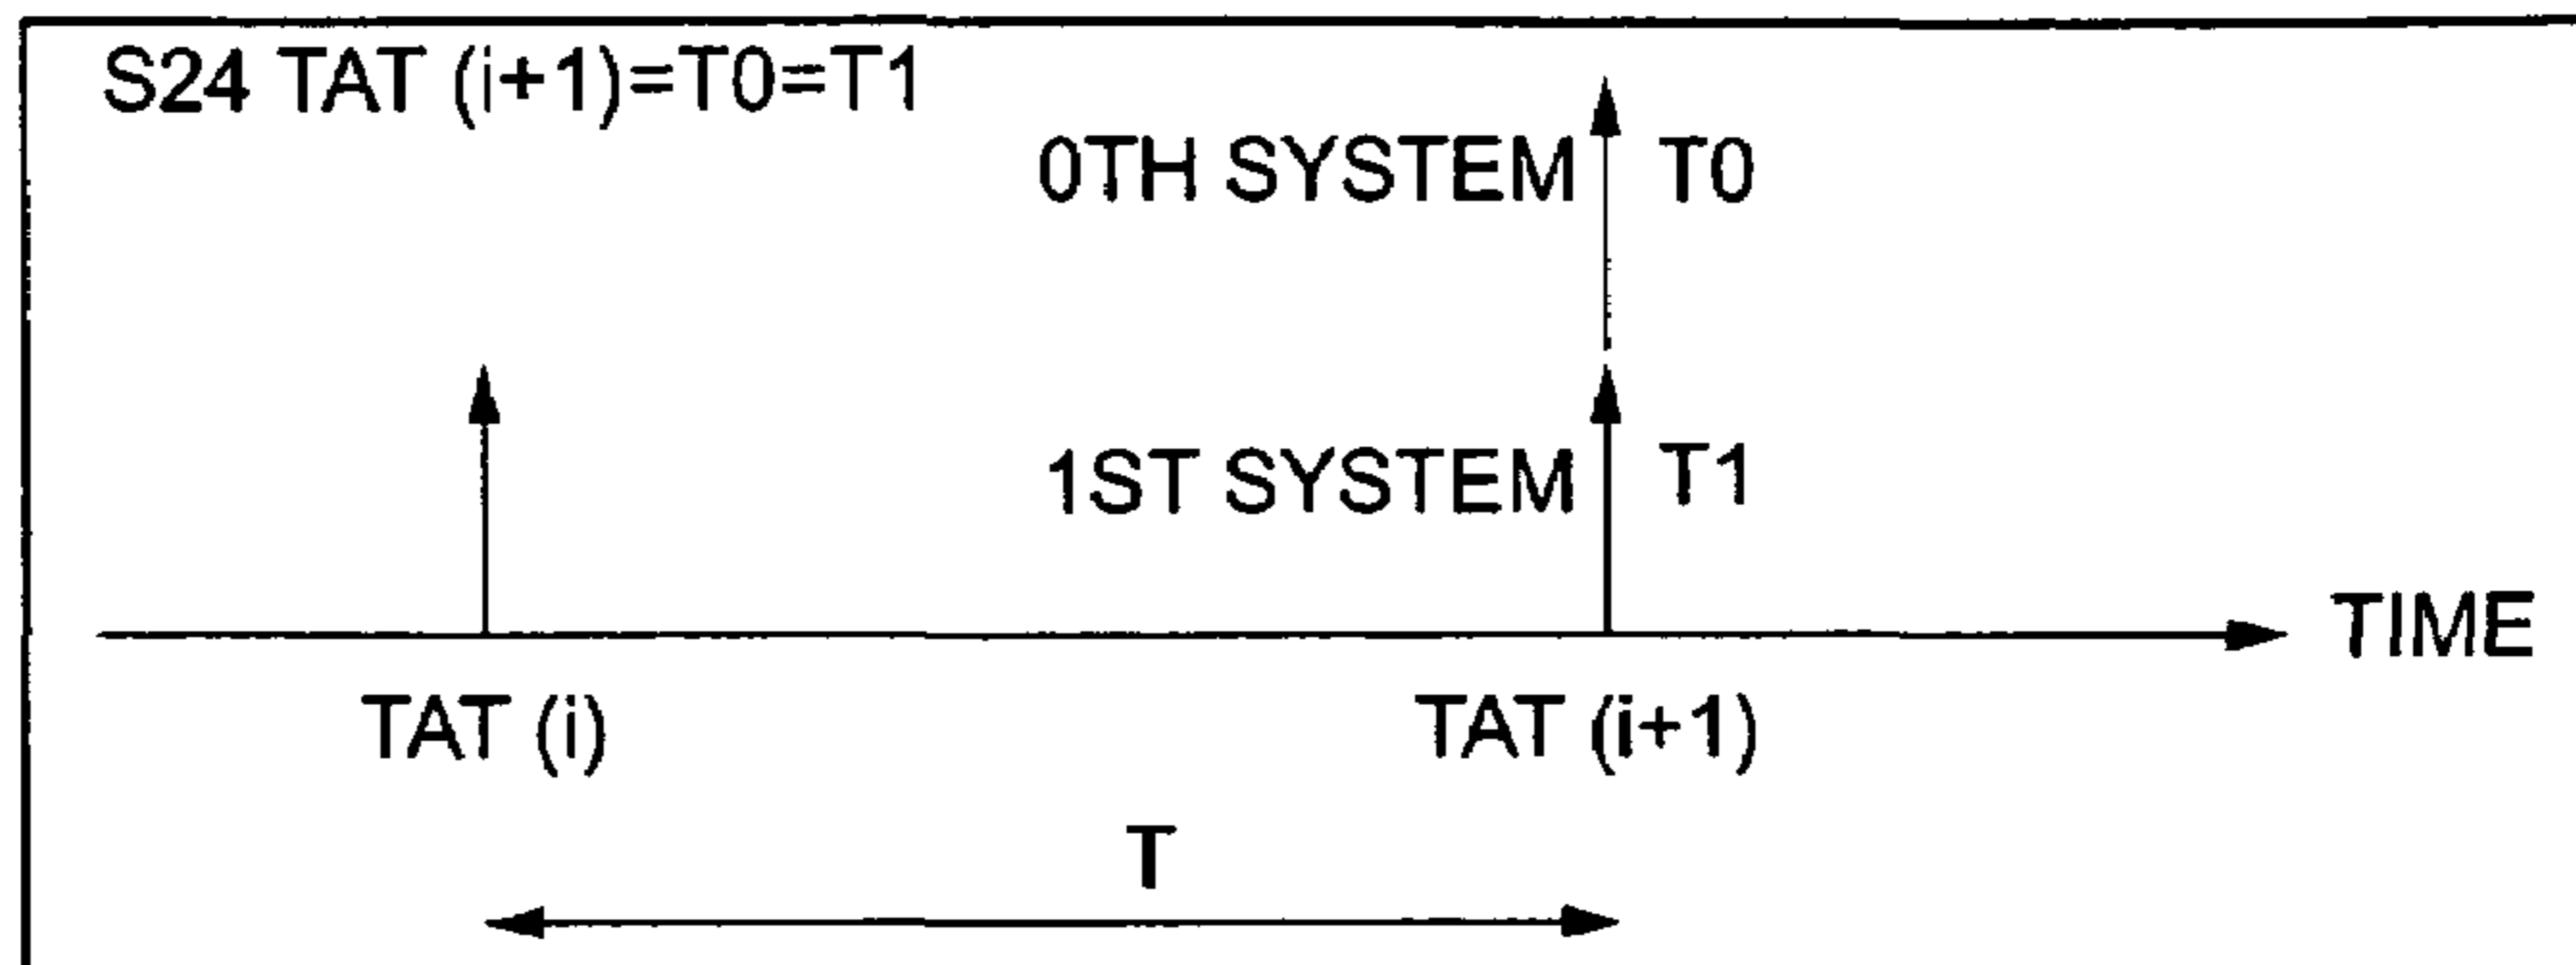 S24 TAT (i+1)=T0=T1
0TH SYSTEM T0
1ST SYSTEM T1
TIME
TAT (i) TAT (i+1)
T